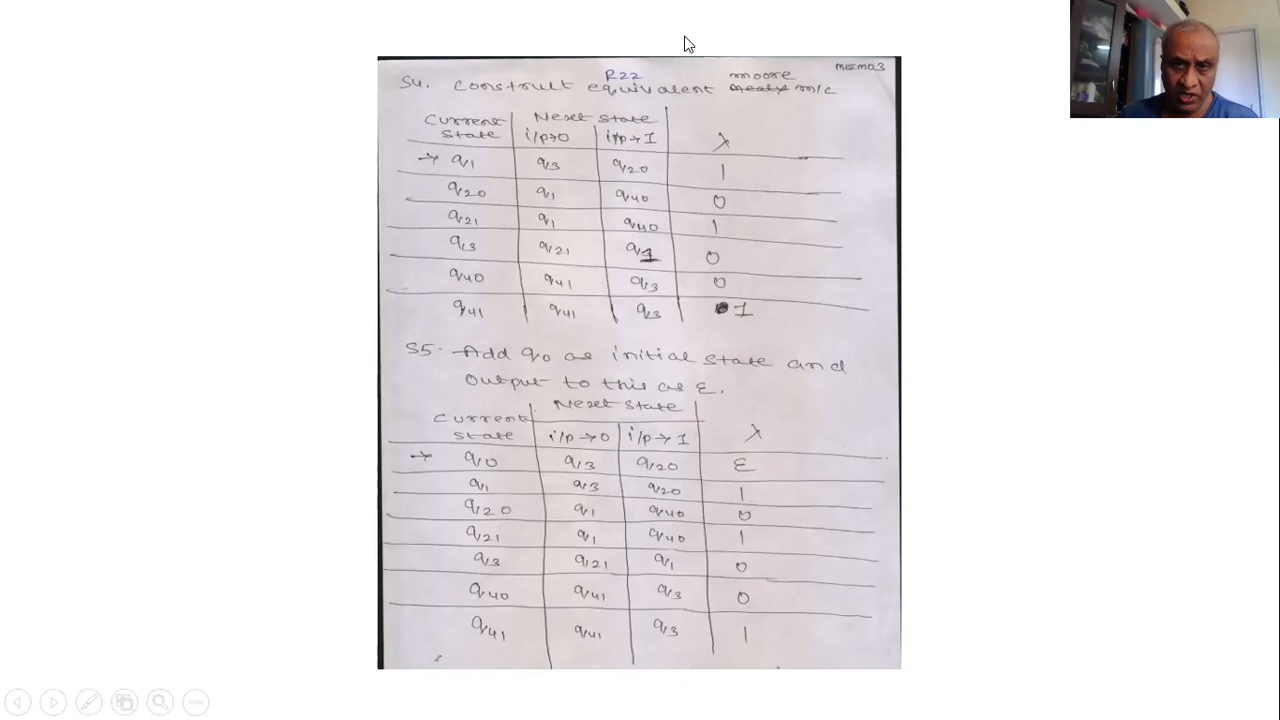 MEMO3
S4. Construct equivalent moore m/c
R22
Next State
Current State
i/p→0 i/p→1 λ
→ q1 q3 q20 1
q20 q1 q40 0
q21 q1 q40 1
q3 q21 q1 0
q40 q41 q3 0
q41 q41 q3 1
S5. Add q0 as initial state and
output to this as ε.
Next State
Current State
i/p→0 i/p→1 λ
→ q0 q3 q20 ε
q1 q3 q20 1
q20 q1 q40 0
q21 q1 q40 1
q3 q21 q1 0
q40 q41 q3 0
q41 q41 q3 1